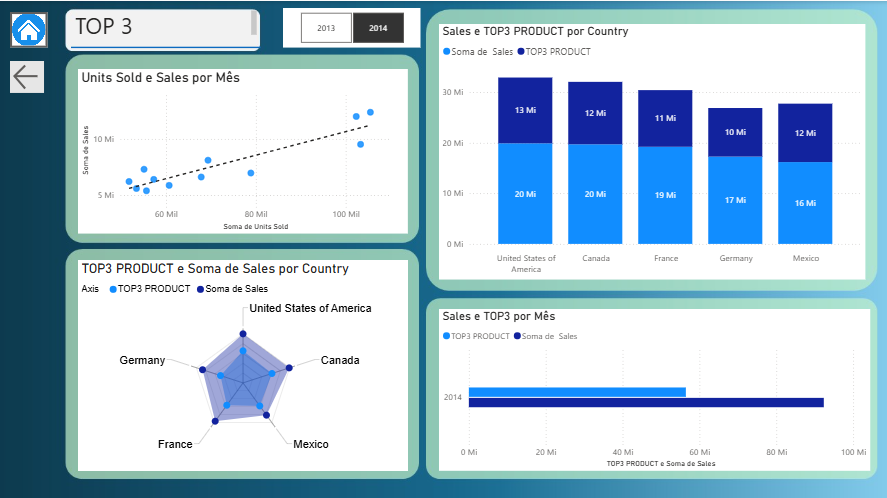 TOP 3
2013
2014
Units Sold e Sales por Mês
Soma de Sales
10 Mi
5 Mi
60 Mi
80 Mi
100 Mi
Soma de Units Sold
TOP3 PRODUCT e Soma de Sales por Country
Axis TOP3 PRODUCT Soma de Sales
United States of America
Germany
Canada
France
Mexico
Sales e TOP3 PRODUCT por Country
Soma de Sales TOP3 PRODUCT
30 Mi
20 Mi
10 Mi
0 Mi
13 Mi
12 Mi
11 Mi
10 Mi
12 Mi
20 Mi
20 Mi
19 Mi
17 Mi
16 Mi
United States of
America
Canada
France
Germany
Mexico
Sales e TOP3 por Mês
TOP3 PRODUCT Soma de Sales
2014
0 Mi
20 Mi
40 Mi
60 Mi
80 Mi
100 Mi
TOP3 PRODUCT e Soma de Sales